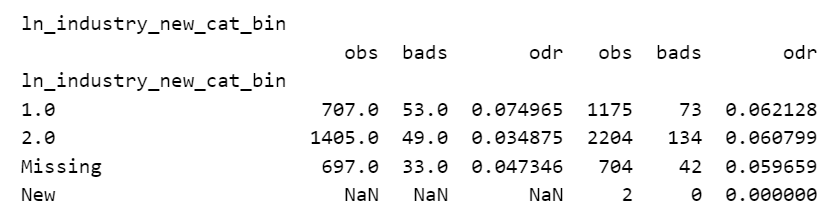 ln_industry_new_cat_bin
obs bads odr obs bads odr
ln_industry_new_cat_bin
1.0 707.0 53.0 0.074965 1175 73 0.062128
2.0 1405.0 49.0 0.034875 2204 134 0.060799
Missing 697.0 33.0 0.047346 704 42 0.059659
New NaN NaN NaN 2 0 0.000000